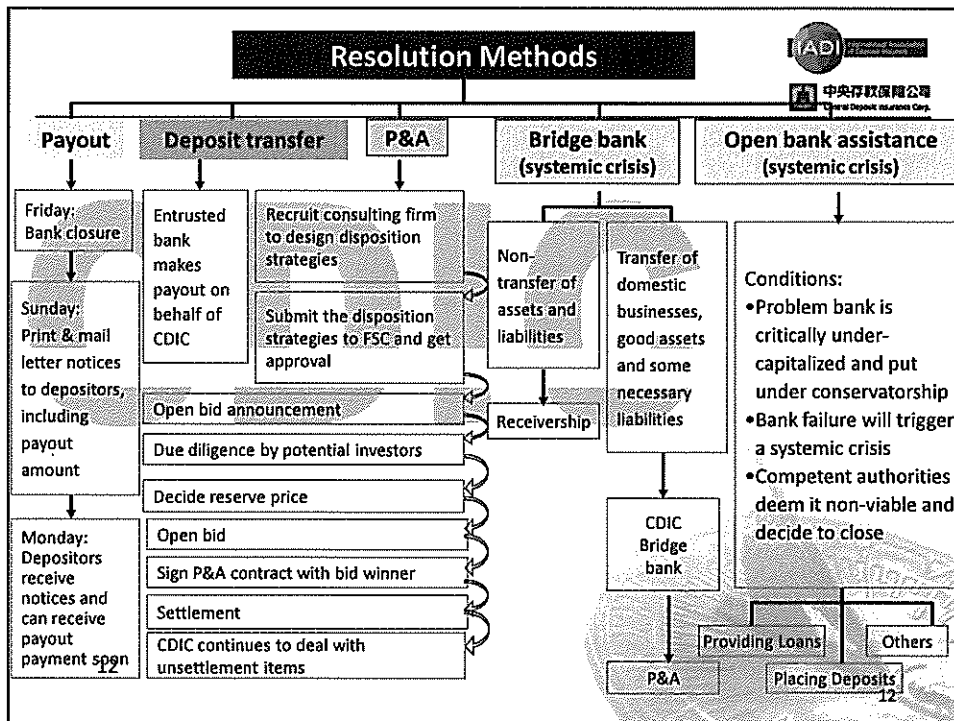 Resolution Methods
IADI
International Association
of Deposit Insurers
中央存款保險公司
Central Deposit Insurance Corp.
Payout
Friday:
Bank closure
Sunday:
Print & mail
letter notices
to depositors,
including
payout
amount
Monday:
Depositors
receive
notices and
can receive
payout
payment soon
12
Deposit transfer
Entrusted
bank
makes
payout on
behalf of
CDIC
P&A
Recruit consulting firm
to design disposition
strategies
Submit the disposition
strategies to FSC and get
approval
Open bid announcement
Due diligence by potential investors
Decide reserve price
Open bid
Sign P&A contract with bid winner
Settlement
CDIC continues to deal with
unsettlement items
Bridge bank
(systemic crisis)
Non-
transfer of
assets and
liabilities
Receivership
Transfer of
domestic
businesses,
good assets
and some
necessary
liabilities
CDIC
Bridge
bank
P&A
Open bank assistance
(systemic crisis)
Conditions:
•Problem bank is
critically under-
capitalized and put
under conservatorship
•Bank failure will trigger
a systemic crisis
•Competent authorities
deem it non-viable and
decide to close
Providing Loans
Others
Placing Deposits
12